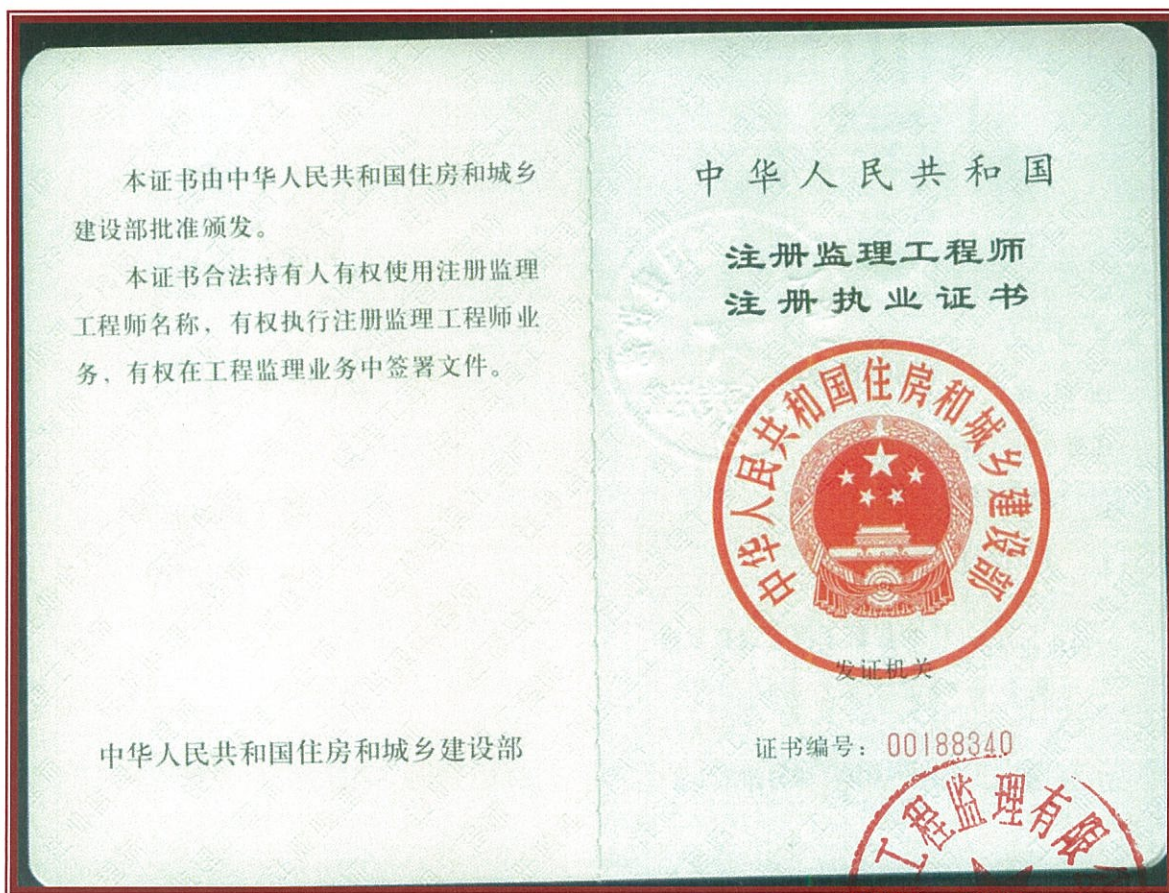 本证书由中华人民共和国住房和城乡
建设部批准颁发。
本证书合法持有人有权使用注册监理
工程师名称、有权执行注册监理工程师业
务、有权在工程监理业务中签署文件。
中华人民共和国住房和城乡建设部
中华人民共和国
注册监理工程师
注册执业证书
中华人民共和国住房和城乡建设部
发证机关
证书编号：00188340
工程监理有限